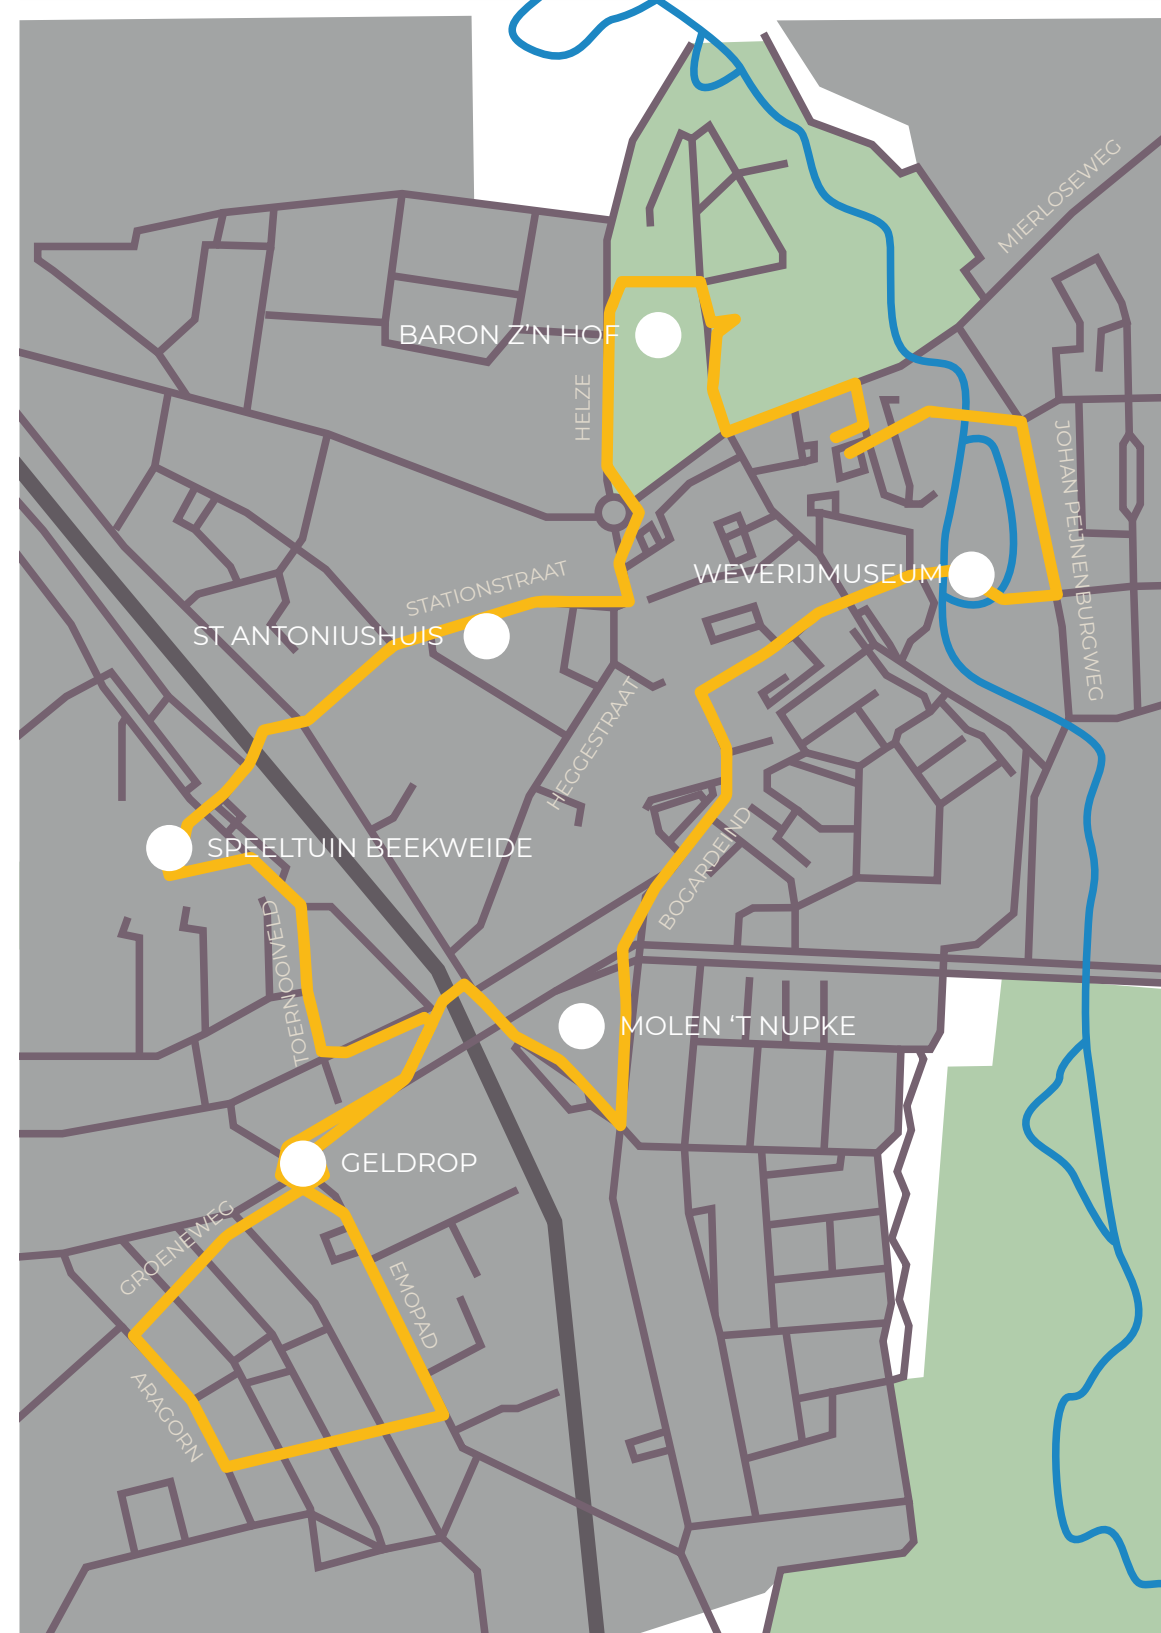 MIERLOSEWEG
BARON Z’N HOF
HELZE
JOHAN PEIJNENBURGWEG
STATIONSTRAAT
WEVERIJMUSEUM
ST ANTONIUSHUIS
HEGGESTRAAT
SPEELTUIN BEEKWEIDE
BOGARDEIND
TOERNOOIVELD
MOLEN ‘T NUPKE
GELDROP
GROENEWEG
EMOPAD
ARAGORN